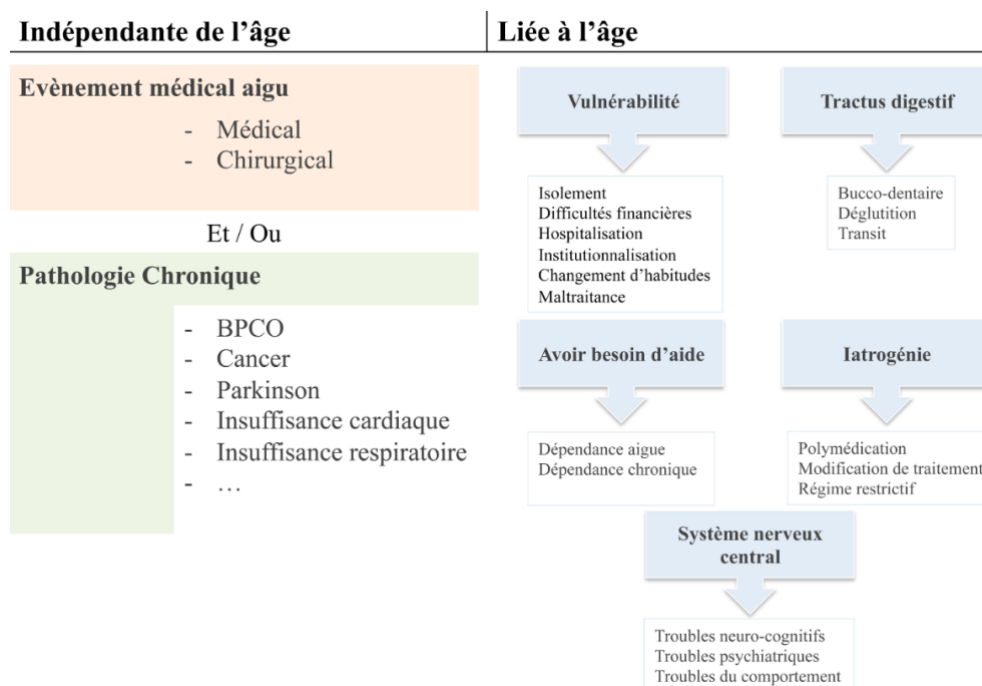 Indépendante de l’âge
Evènement médical aigu
- Médical
- Chirurgical
Et / Ou
Pathologie Chronique
- BPCO
- Cancer
- Parkinson
- Insuffisance cardiaque
- Insuffisance respiratoire
- …
Liée à l’âge
Vulnérabilité
Isolement
Difficultés financières
Hospitalisation
Institutionnalisation
Changement d’habitudes
Maltraitance
Tractus digestif
Bucco-dentaire
Déglutition
Transit
Avoir besoin d’aide
Dépendance aigue
Dépendance chronique
Iatrogénie
Polymédication
Modification de traitement
Régime restrictif
Système nerveux
central
Troubles neuro-cognitifs
Troubles psychiatriques
Troubles du comportement